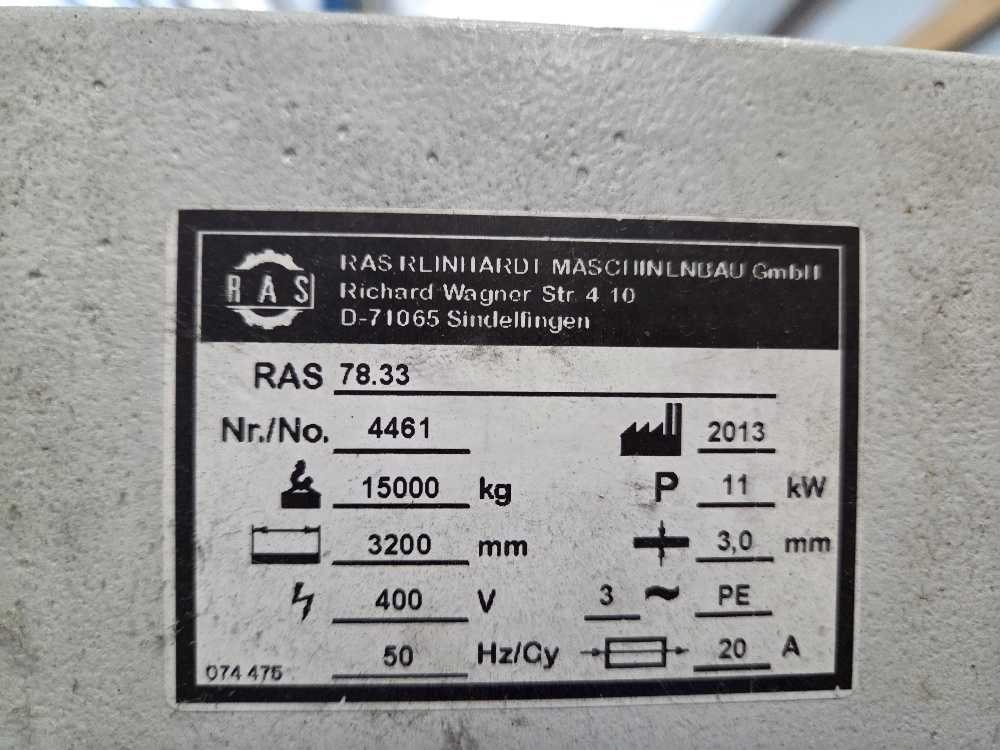 RAS
RAS REINHARDT MASCHINENBAU GmbH
Richard Wagner Str. 4 10
D-71065 Sindelfingen
RAS 78.33
Nr./No. 4461 2013
15000 kg P 11 kW
3200 mm 3,0 mm
400 V 3 ~ PE
50 Hz/Cy 20 A
074 475